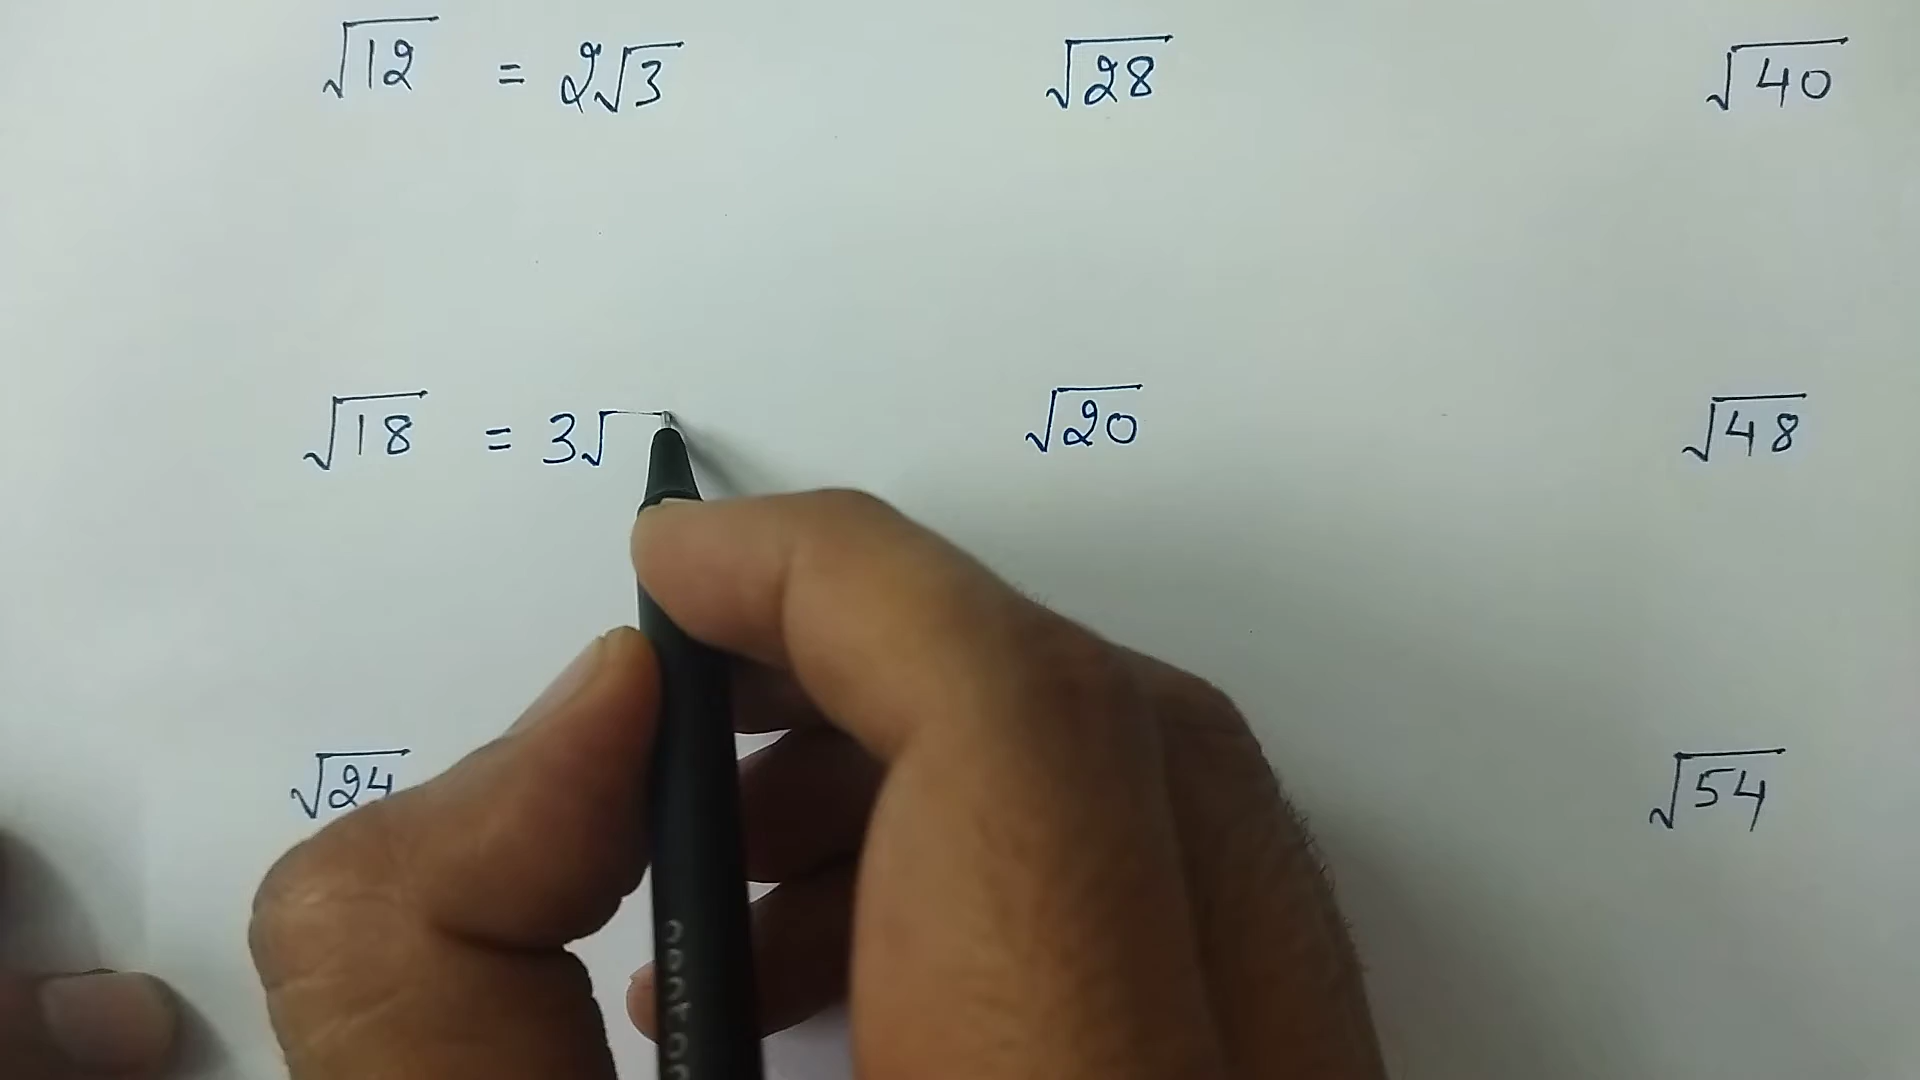 √12 = 2√3 √28 √40
√18 = 3√ √20 √48
√24 √54